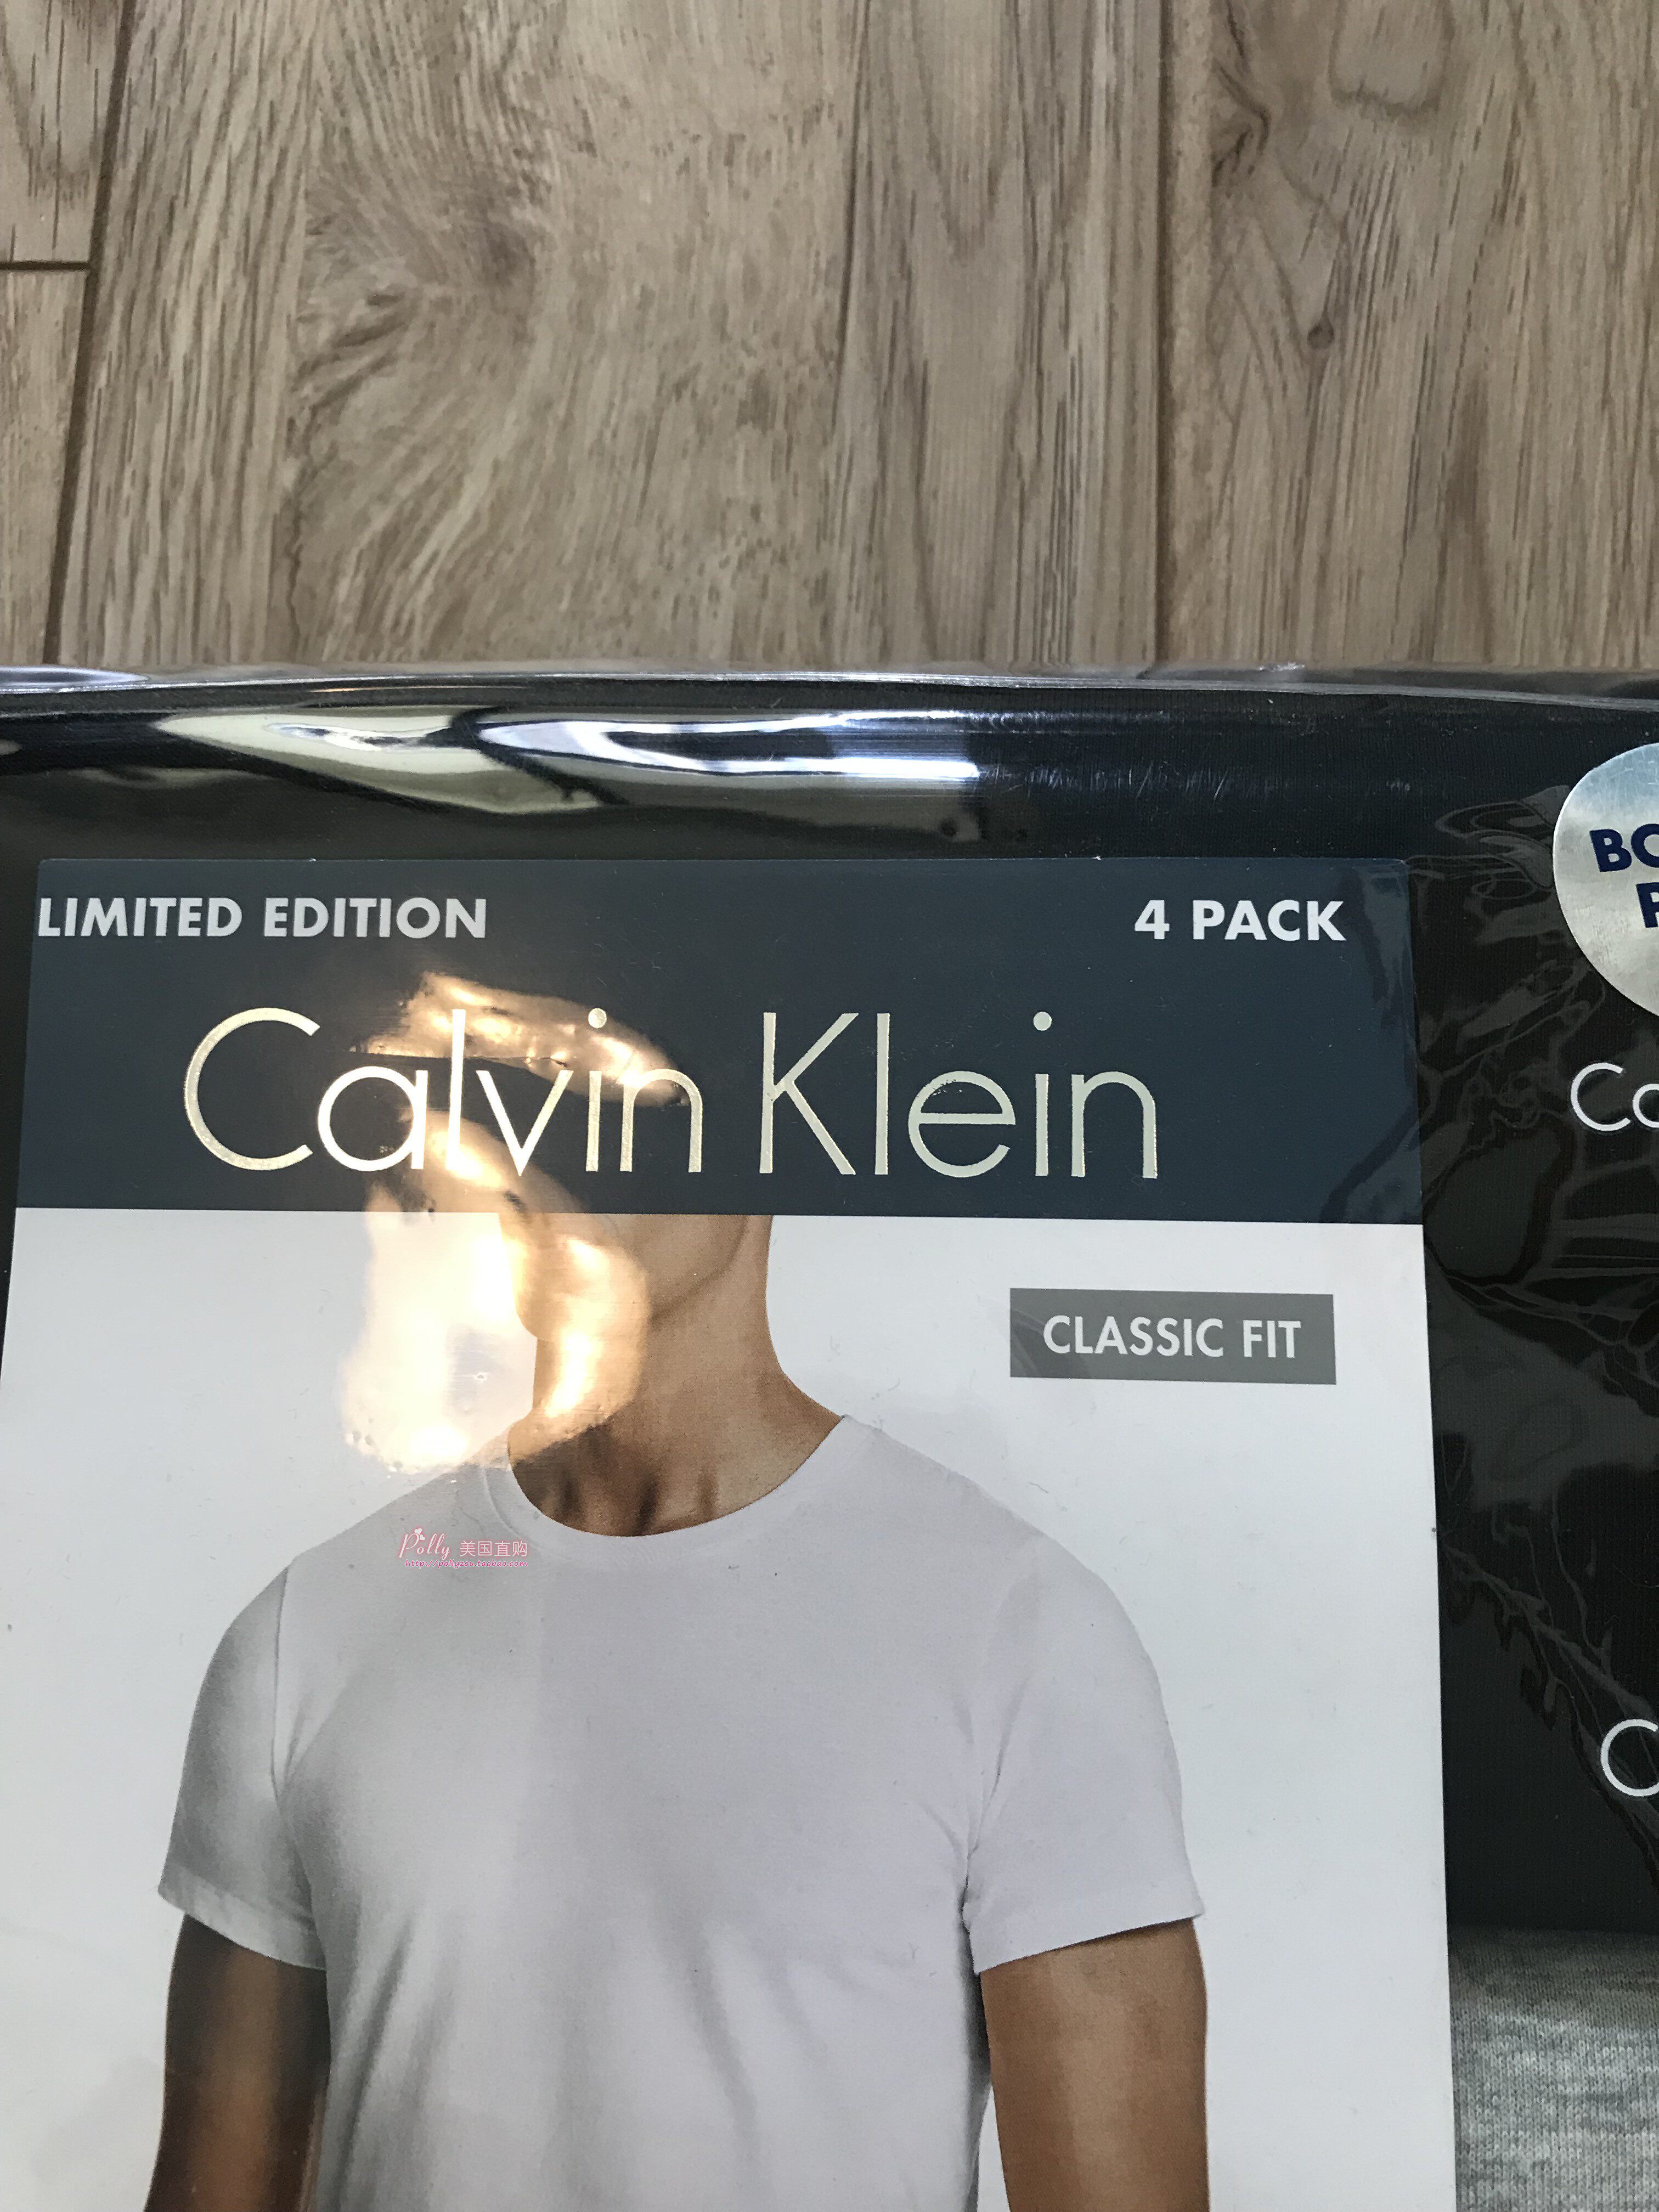 LIMITED EDITION 4 PACK
Calvin Klein
CLASSIC FIT
Polly 美国直购